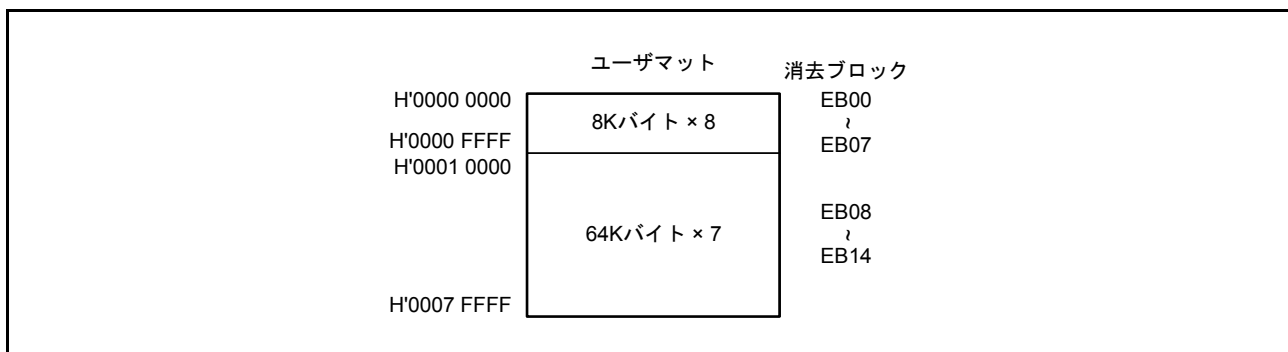 ユーザマット
消去ブロック
H'0000 0000
EB00
8Kバイト × 8
~
H'0000 FFFF
EB07
H'0001 0000
EB08
64Kバイト × 7
~
EB14
H'0007 FFFF